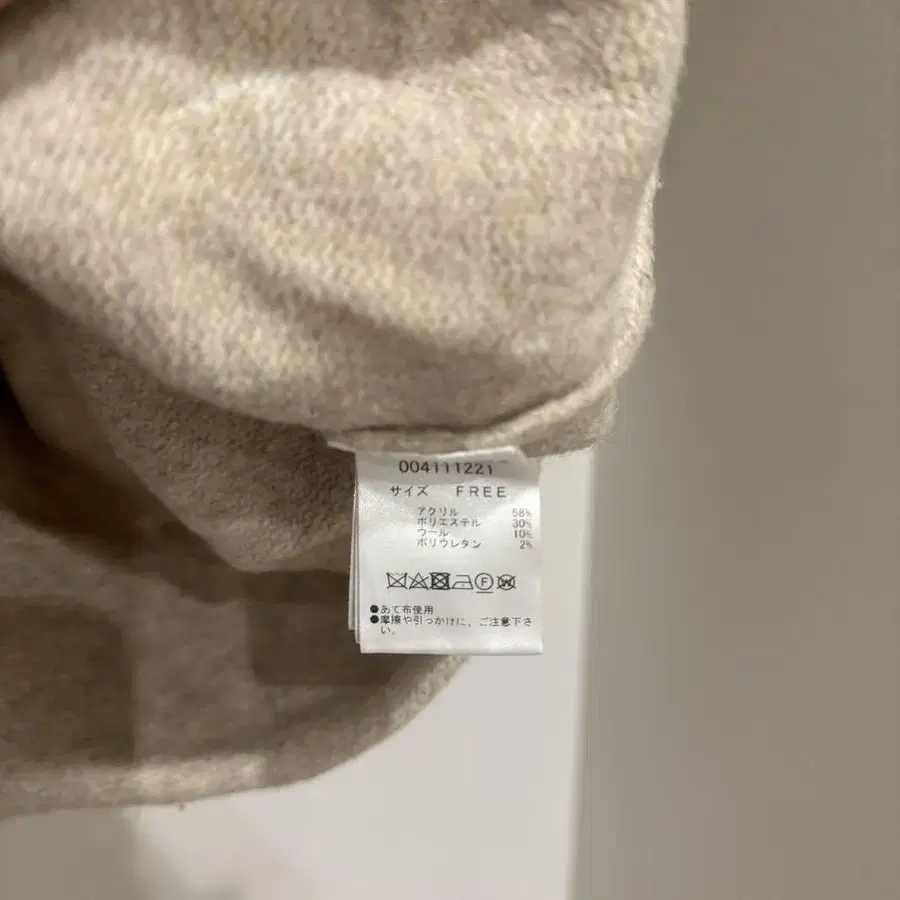 004111221
サイズ FREE
アクリル 58%
ポリエステル 30%
ウール 10%
ポリウレタン 2%
F W
●あて布使用
●摩擦や引っかけに、ご注意下さ
い。